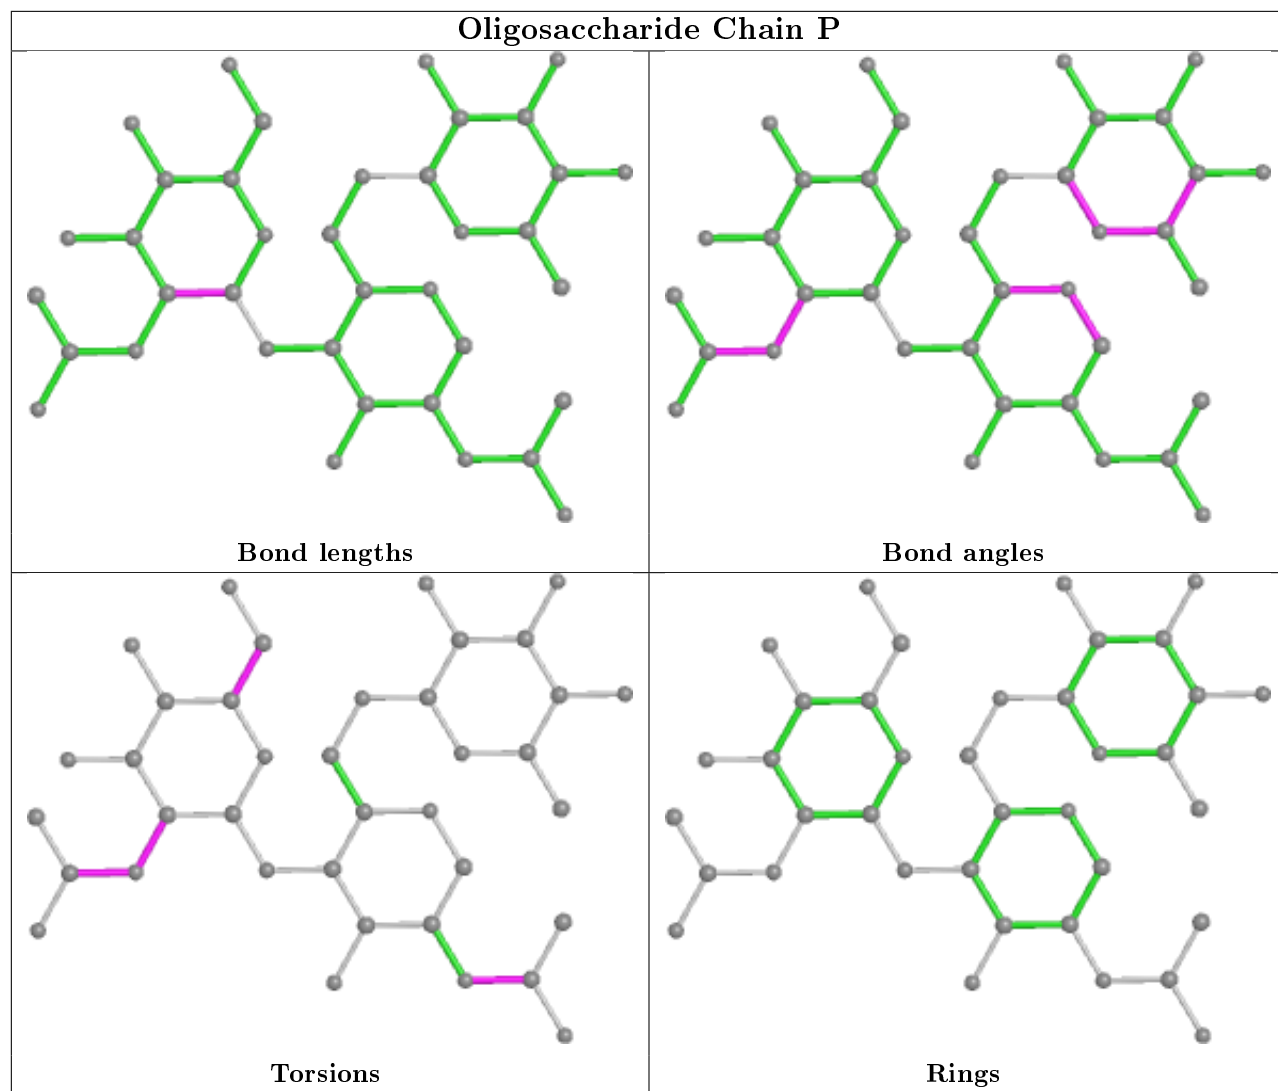 Oligosaccharide Chain P
Bond lengths
Bond angles
Torsions
Rings